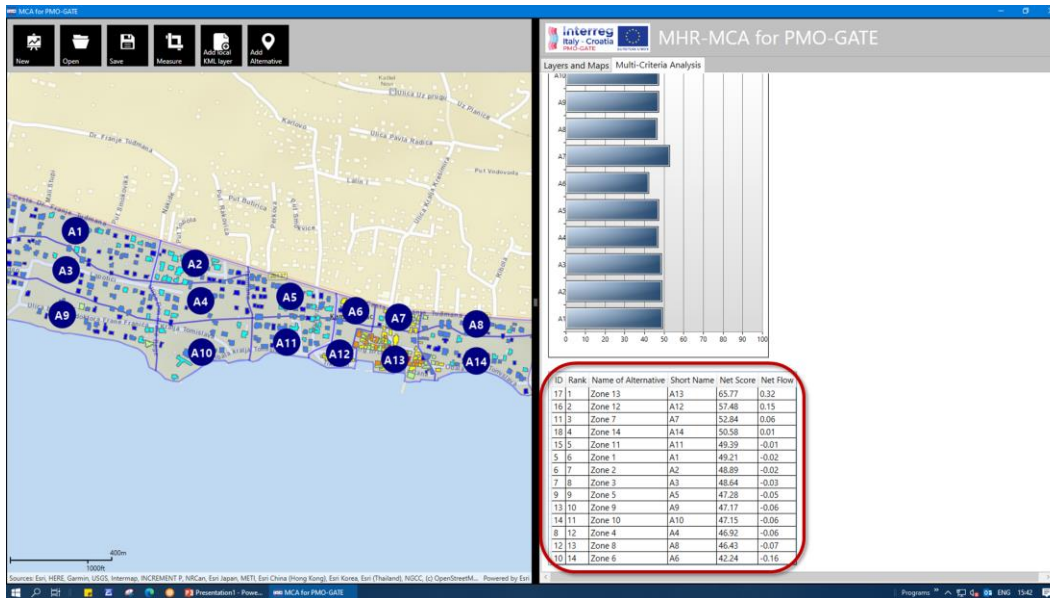 MCA for PMO-GATE
New
Open
Save
Measure
Add local
KML layer
Add
Alternative
Interreg
Italy - Croatia
PMO-GATE
MHR-MCA for PMO-GATE
Layers and Maps
Multi-Criteria Analysis
Dr. Franje Tuđmana
Karlovo
Ulica Pavla Radića
Uz Planice
Put Vodovoda
Ulica Kralja Krešimira
Put Smokovika
Nakide
Put Rakovica
A1
A2
A3
A4
A5
A6
A7
A8
A9
A10
A11
A12
A13
A14
400m
1000ft
Sources: Esri, HERE, Garmin, USGS, Intermap, INCREMENT P, NRCan, Esri Japan, METI, Esri China (Hong Kong), Esri Korea, Esri (Thailand), NGCC, (c) OpenStreetM... Powered by Esri
A10
A9
A8
A7
A6
A5
A4
A3
A2
A1
0 10 20 30 40 50 60 70 80 90 100
ID Rank Name of Alternative Short Name Net Score Net Flow
17 1 Zone 13 A13 65.77 0.32
16 2 Zone 12 A12 57.48 0.15
11 3 Zone 7 A7 52.84 0.06
18 4 Zone 14 A14 50.58 0.01
15 5 Zone 11 A11 49.39 -0.01
5 6 Zone 1 A1 49.21 -0.02
6 7 Zone 2 A2 48.89 -0.02
7 8 Zone 3 A3 48.64 -0.03
9 9 Zone 5 A5 47.28 -0.05
13 10 Zone 9 A9 47.17 -0.06
14 11 Zone 10 A10 47.15 -0.06
8 12 Zone 4 A4 46.92 -0.06
12 13 Zone 8 A8 46.43 -0.07
10 14 Zone 6 A6 42.24 -0.16
Presentation1 - Powe...
MCA for PMO-GATE
Programs
ENG
15:42